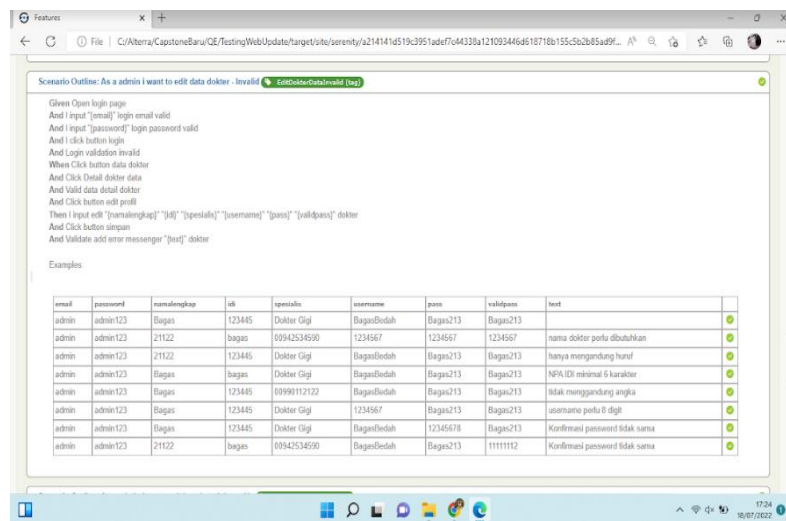 Features
File | C:/Alterra/CapstoneBaru/QE/TestingWebUpdate/target/site/serenity/a214141d519c3951adef7c44338a121093446d618718b155c5b2b85ad9f...
Scenario Outline: As a admin i want to edit data dokter - Invalid EditDokterDataInvalid (tag)
Given Open login page
And I input "{email}" login email valid
And I input "{password}" login password valid
And I click button login
And Login validation invalid
When Click button data dokter
And Click Detail dokter data
And Valid data detail dokter
And Click button edit profil
Then I input edit "{namalengkap}" "{idi}" "{spesialis}" "{username}" "{pass}" "{validpass}" dokter
And Click button simpan
And Validate add error messenger "{text}" dokter
Examples:
email password namalengkap idi spesialis username pass validpass text
admin admin123 Bagas 123445 Dokter Gigi BagasBedah Bagas213 Bagas213
admin admin123 21122 bagas 00942534590 1234567 1234567 1234567 nama dokter perlu dibutuhkan
admin admin123 21122 123445 Dokter Gigi BagasBedah Bagas213 Bagas213 hanya mengandung huruf
admin admin123 Bagas bagas Dokter Gigi BagasBedah Bagas213 Bagas213 NPA IDI minimal 6 karakter
admin admin123 Bagas 123445 00990112122 BagasBedah Bagas213 Bagas213 tidak menggandung angka
admin admin123 Bagas 123445 Dokter Gigi 1234567 Bagas213 Bagas213 username perlu 8 digit
admin admin123 Bagas 123445 Dokter Gigi BagasBedah 12345678 Bagas213 Konfirmasi password tidak sama
admin admin123 21122 bagas 00942534590 BagasBedah Bagas213 11111112 Konfirmasi password tidak sama
17:24
18/07/2022